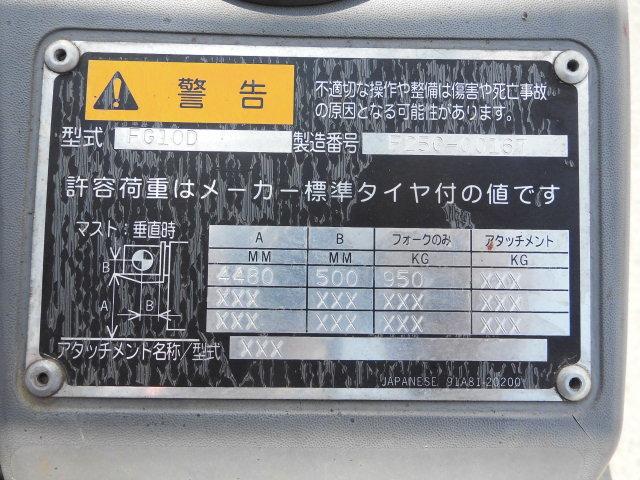 警告
不適切な操作や整備は傷害や死亡事故
の原因となる可能性があります。
型式 FG10D 製造番号
許容荷重はメーカー標準タイヤ付の値です
マスト:垂直時
A B フォークのみ アタッチメント
MM MM KG KG
4480 500 950 XXX
XXX XXX XXX XXX
XXX XXX XXX XXX
B
A
B
アタッチメント名称/型式 XXX
JAPANESE 91A81-20200